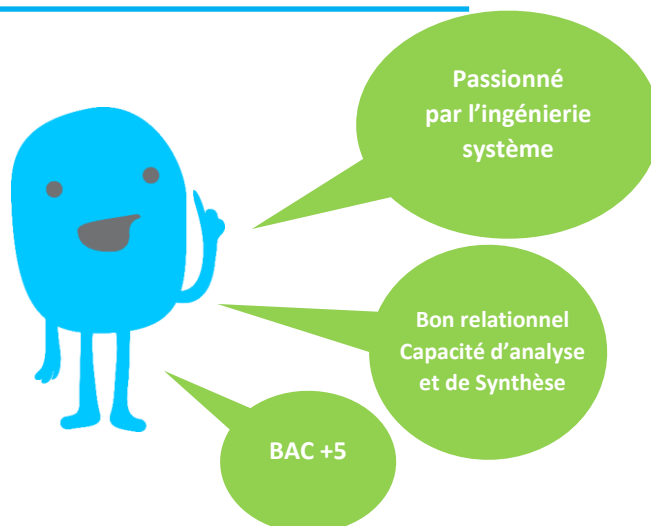 Passionné
par l’ingénierie
système
Bon relationnel
Capacité d’analyse
et de Synthèse
BAC +5